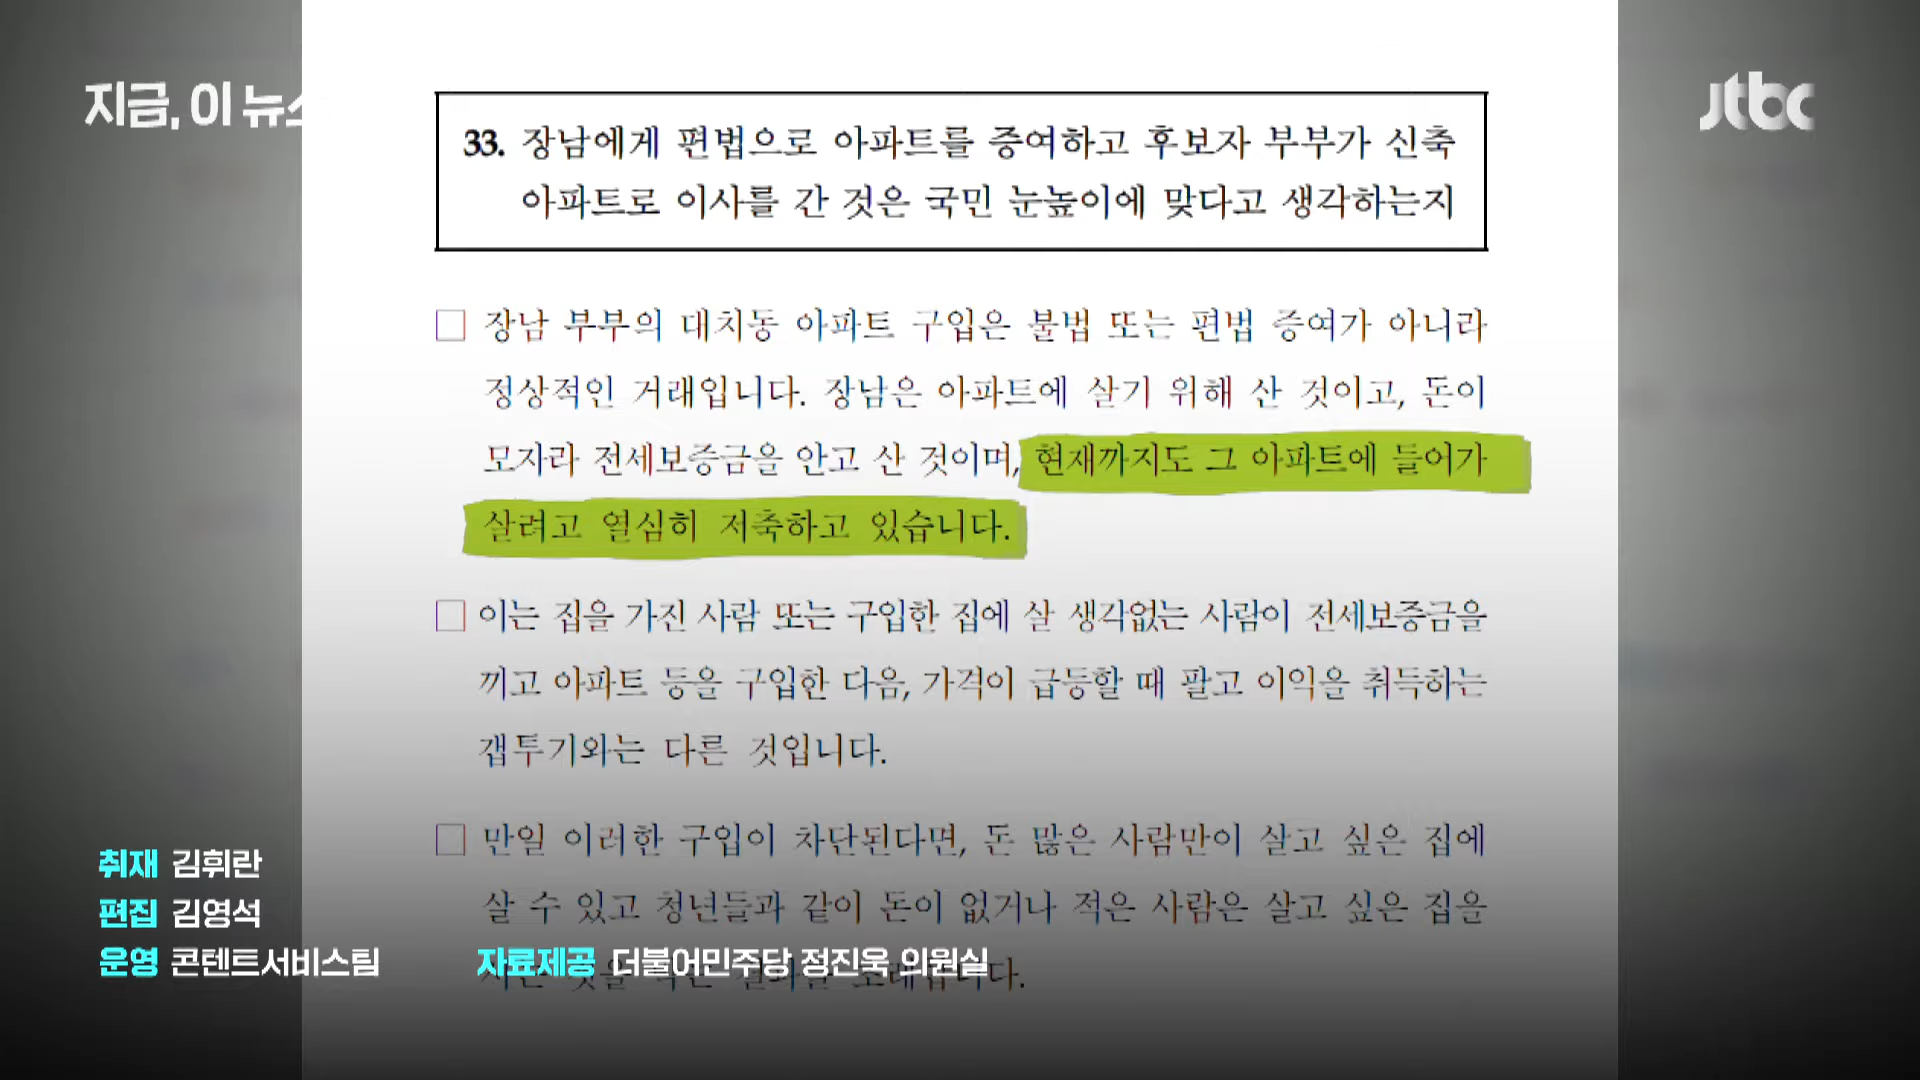 지금, 이 뉴스
jtbc
33. 장남에게 편법으로 아파트를 증여하고 후보자 부부가 신축
아파트로 이사를 간 것은 국민 눈높이에 맞다고 생각하는지
□ 장남 부부의 대치동 아파트 구입은 불법 또는 편법 증여가 아니라
정상적인 거래입니다. 장남은 아파트에 살기 위해 산 것이고, 돈이
모자라 전세보증금을 안고 산 것이며, 현재까지도 그 아파트에 들어가
살려고 열심히 저축하고 있습니다.
□ 이는 집을 가진 사람 또는 구입한 집에 살 생각없는 사람이 전세보증금을
끼고 아파트 등을 구입한 다음, 가격이 급등할 때 팔고 이익을 취득하는
갭투기와는 다른 것입니다.
□ 만일 이러한 구입이 차단된다면, 돈 많은 사람만이 살고 싶은 집에
살 수 있고 청년들과 같이 돈이 없거나 적은 사람은 살고 싶은 집을
취재 김휘란
편집 김영석
운영 콘텐트서비스팀
자료제공 더불어민주당 정진욱 의원실